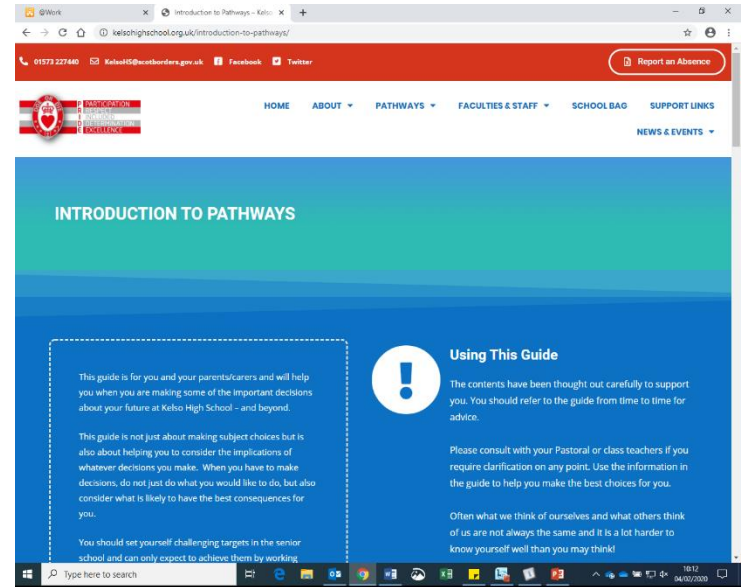 @Work
Introduction to Pathways – Kelso
kelsohighschool.org.uk/introduction-to-pathways/
01573 227440 KelsoHS@scotborders.gov.uk Facebook Twitter
Report an Absence
PARTICIPATION
RESPECT
DETERMINATION
EXCELLENCE
HOME ABOUT PATHWAYS FACULTIES & STAFF SCHOOL BAG SUPPORT LINKS
NEWS & EVENTS
INTRODUCTION TO PATHWAYS
This guide is for you and your parents/carers and will help
you when you are making some of the important decisions
about your future at Kelso High School – and beyond.
This guide is not just about making subject choices but is
also about helping you to consider the implications of
whatever decisions you make. When you have to make
decisions, do not just do what you would like to do, but also
consider what is likely to have the best consequences for
you.
You should set yourself challenging targets in the senior
school and can only expect to achieve them by working
Using This Guide
The contents have been thought out carefully to support
you. You should refer to the guide from time to time for
advice.
Please consult with your Pastoral or class teachers if you
require clarification on any point. Use the information in
the guide to help you make the best choices for you.
Often what we think of ourselves and what others think
of us are not always the same and it is a lot harder to
know yourself well than you may think!
Type here to search
10:12
04/02/2020